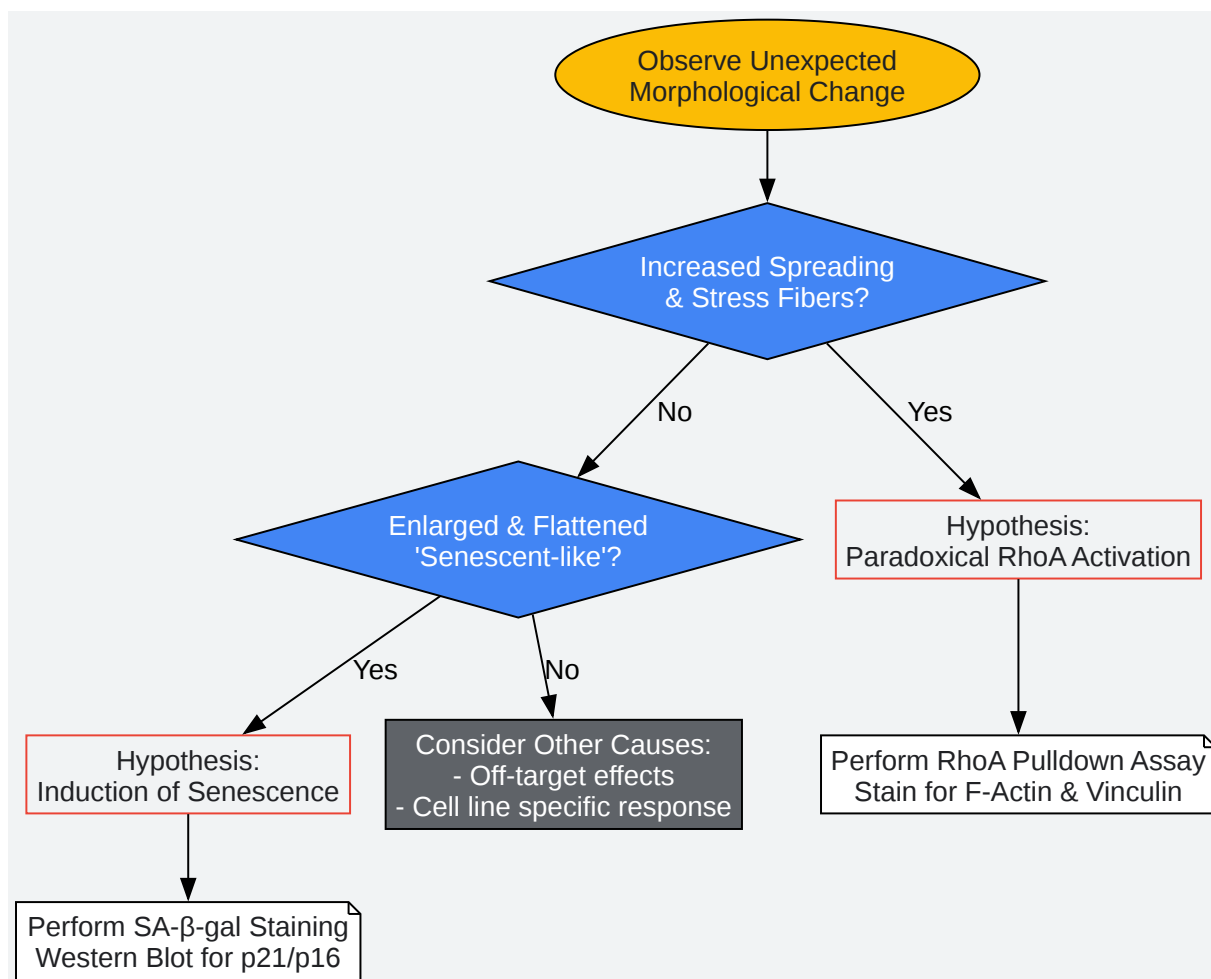 Observe Unexpected
Morphological Change
Increased Spreading
& Stress Fibers?
No
Yes
Enlarged & Flattened
'Senescent-like'?
Hypothesis:
Paradoxical RhoA Activation
Yes
No
Hypothesis:
Induction of Senescence
Consider Other Causes:
- Off-target effects
- Cell line specific response
Perform RhoA Pulldown Assay
Stain for F-Actin & Vinculin
Perform SA-β-gal Staining
Western Blot for p21/p16